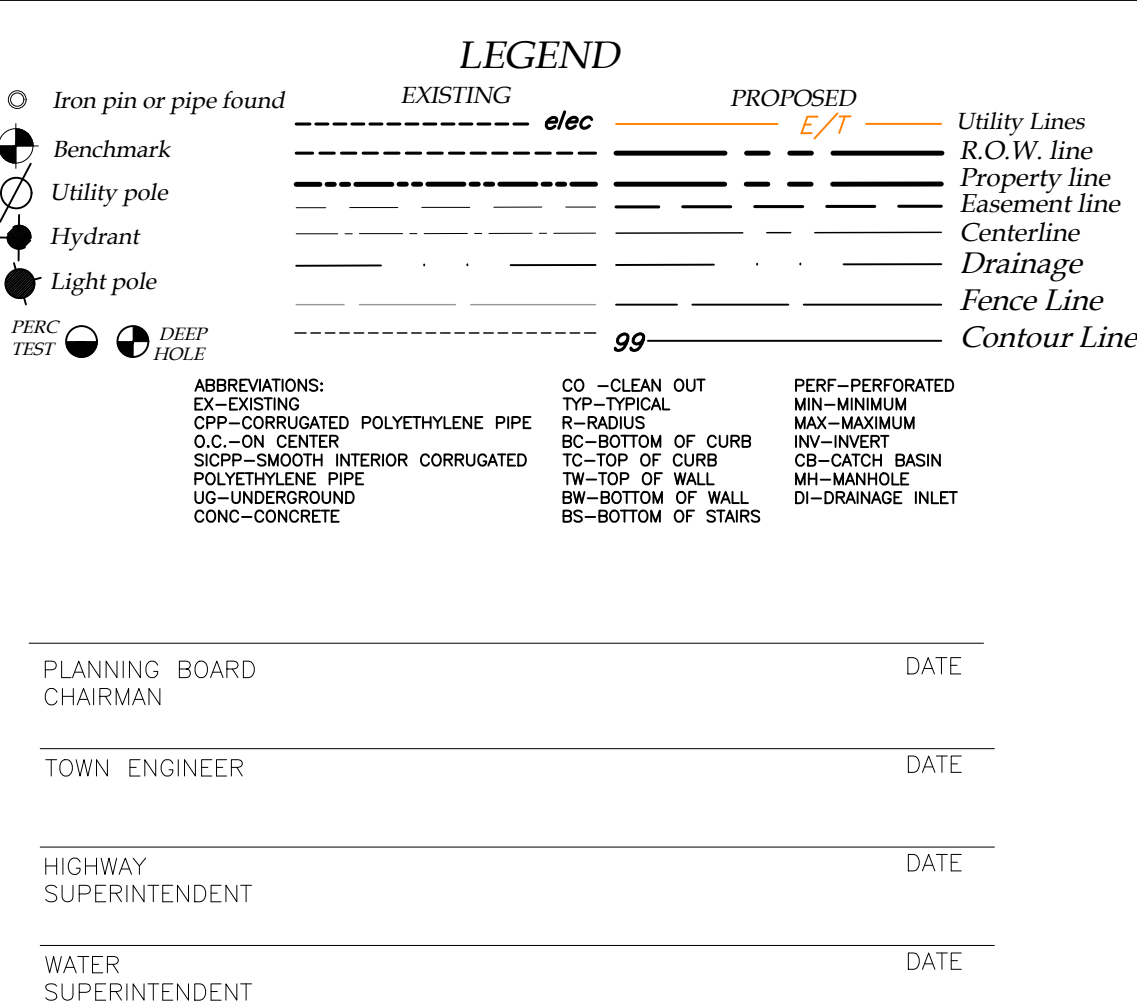 LEGEND
EXISTING
PROPOSED
Iron pin or pipe found
Benchmark
Utility pole
Hydrant
Light pole
PERC
TEST
DEEP
HOLE
elec
E/T
Utility Lines
R.O.W. line
Property line
Easement line
Centerline
Drainage
Fence Line
99
Contour Line
ABBREVIATIONS:
EX-EXISTING
CPP-CORRUGATED POLYETHYLENE PIPE
O.C.-ON CENTER
SICPP-SMOOTH INTERIOR CORRUGATED
POLYETHYLENE PIPE
UG-UNDERGROUND
CONC-CONCRETE
CO -CLEAN OUT
TYP-TYPICAL
R-RADIUS
BC-BOTTOM OF CURB
TC-TOP OF CURB
TW-TOP OF WALL
BW-BOTTOM OF WALL
BS-BOTTOM OF STAIRS
PERF-PERFORATED
MIN-MINIMUM
MAX-MAXIMUM
INV-INVERT
CB-CATCH BASIN
MH-MANHOLE
DI-DRAINAGE INLET
PLANNING BOARD
CHAIRMAN
DATE
TOWN ENGINEER
DATE
HIGHWAY
SUPERINTENDENT
DATE
WATER
SUPERINTENDENT
DATE